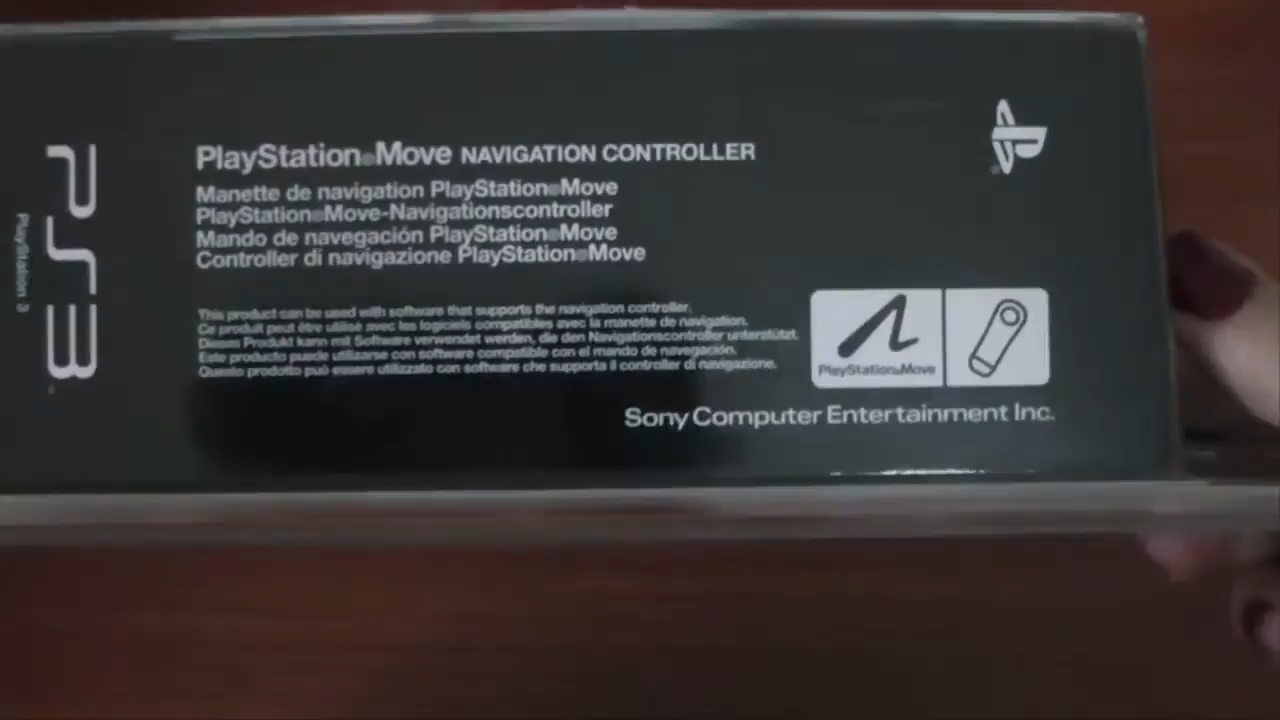 PS3
PlayStation 3
PlayStation®Move NAVIGATION CONTROLLER
Manette de navigation PlayStation®Move
PlayStation®Move-Navigationscontroller
Mando de navegación PlayStation®Move
Controller di navigazione PlayStation®Move
This product can be used with software that supports the navigation controller.
Ce produit peut être utilisé avec les logiciels compatibles avec la manette de navigation.
Dieses Produkt kann mit Software verwendet werden, die den Navigationscontroller unterstützt.
Este producto puede utilizarse con software compatible con el mando de navegación.
Questo prodotto può essere utilizzato con software che supporta il controller di navigazione.
PlayStation®Move
Sony Computer Entertainment Inc.